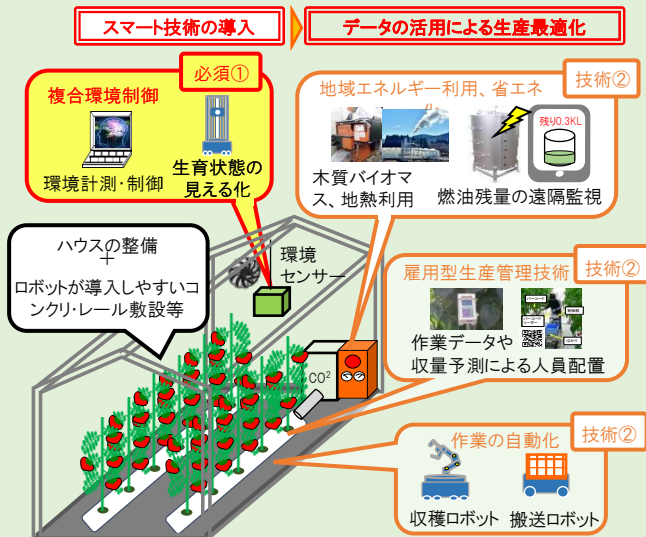 スマート技術の導入
データの活用による生産最適化
必須①
複合環境制御
環境計測・制御
生育状態の
見える化
技術②
地域エネルギー利用、省エネ
木質バイオマ
ス、地熱利用
残り0.3KL
燃油残量の遠隔監視
ハウスの整備
+
ロボットが導入しやすいコ
ンクリ・レール敷設等
環境
センサー
技術②
雇用型生産管理技術
作業データや
収量予測による人員配置
CO²
技術②
作業の自動化
収穫ロボット
搬送ロボット